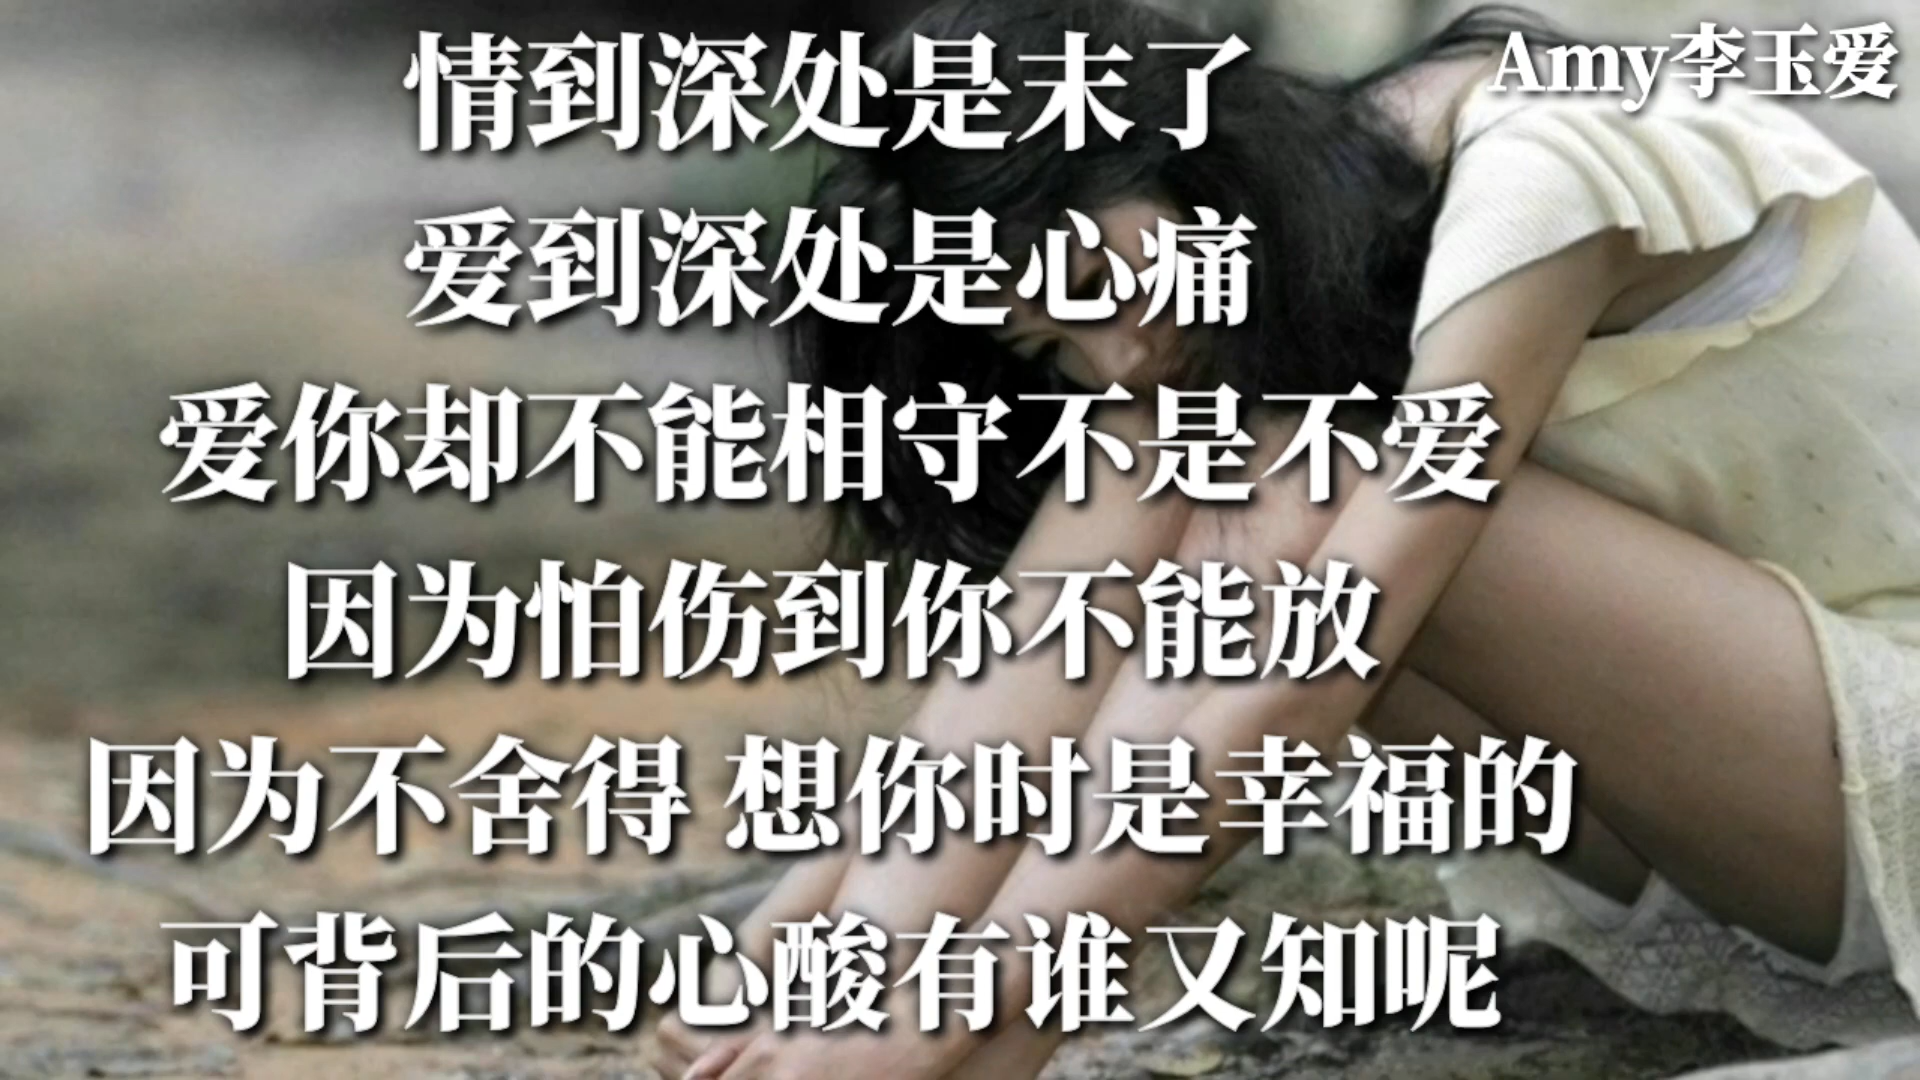 Amy李玉爱
情到深处是末了
爱到深处是心痛
爱你却不能相守不是不爱
因为怕伤到你不能放
因为不舍得 想你时是幸福的
可背后的心酸有谁又知呢